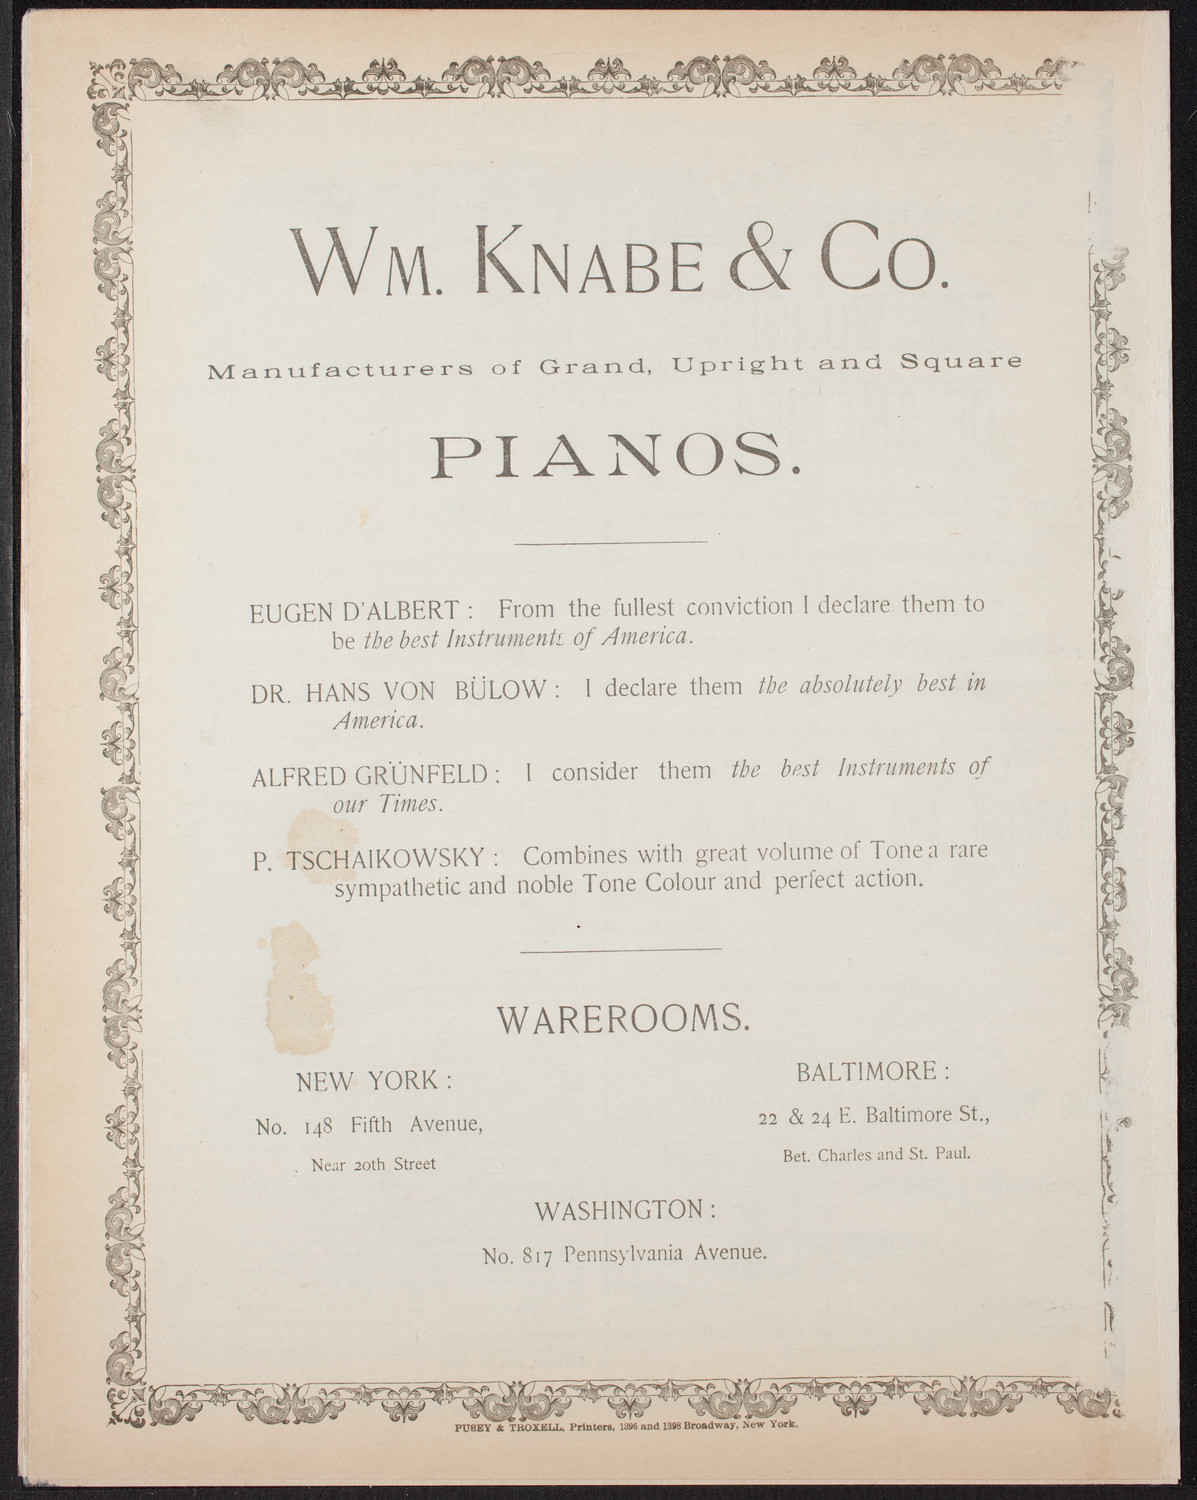 WM. KNABE & CO.
Manufacturers of Grand, Upright and Square
PIANOS.
EUGEN D'ALBERT : From the fullest conviction I declare them to
be the best Instruments of America.
DR. HANS VON BÜLOW : I declare them the absolutely best in
America.
ALFRED GRÜNFELD : I consider them the best Instruments of
our Times.
P. TSCHAIKOWSKY : Combines with great volume of Tone a rare
sympathetic and noble Tone Colour and perfect action.
WAREROOMS.
NEW YORK :
No. 148 Fifth Avenue,
Near 20th Street
BALTIMORE :
22 & 24 E. Baltimore St.,
Bet. Charles and St. Paul.
WASHINGTON :
No. 817 Pennsylvania Avenue.
PUSEY & TROXELL, Printers, 1396 and 1398 Broadway, New York.